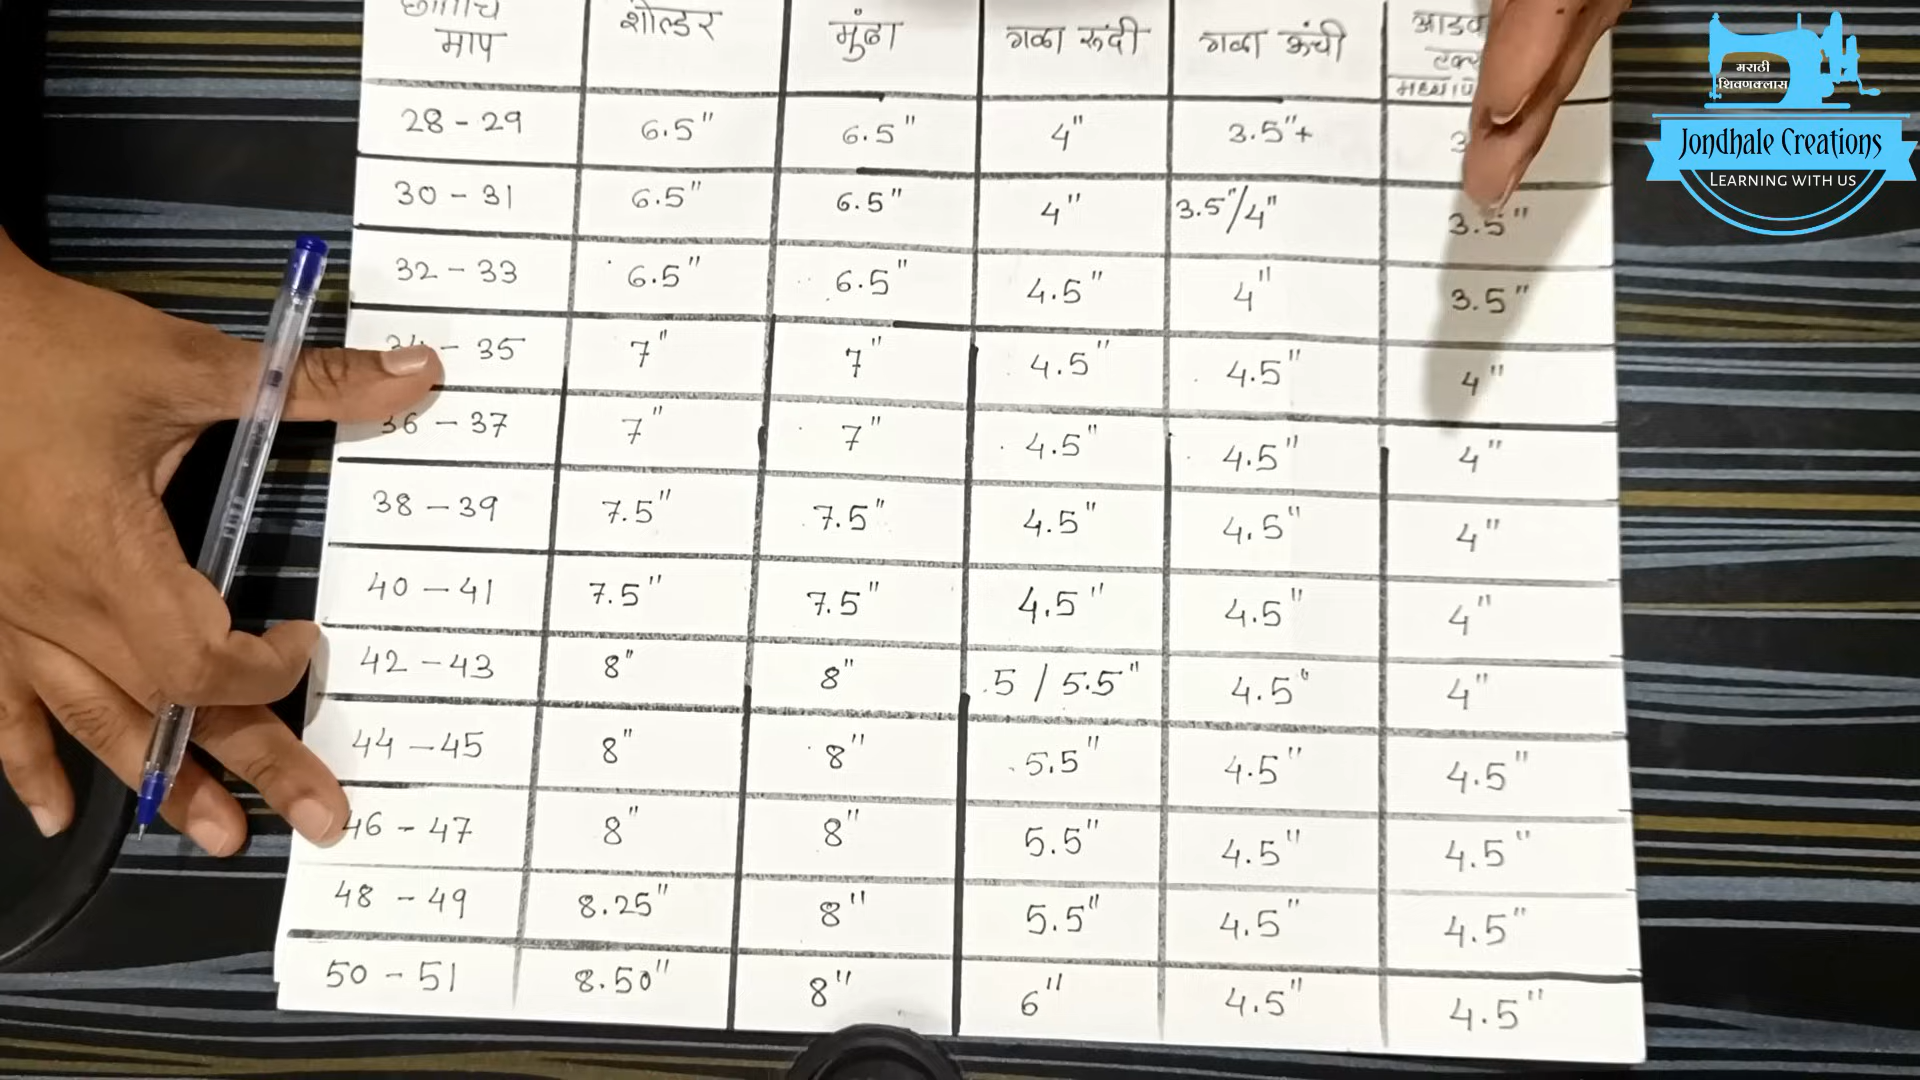 माप शोल्डर मुंढा गळा रुंदी गळा ऊंची
28 - 29 6.5" 6.5" 4" 3.5"+
30 - 31 6.5" 6.5" 4" 3.5"/4" 3.5"
32 - 33 6.5" 6.5" 4.5" 4" 3.5"
- 35 7" 7" 4.5" 4.5" 4"
36 - 37 7" 7" 4.5" 4.5" 4"
38 - 39 7.5" 7.5" 4.5" 4.5" 4"
40 - 41 7.5" 7.5" 4.5" 4.5" 4"
42 - 43 8" 8" 5 / 5.5" 4.5" 4"
44 - 45 8" 8" 5.5" 4.5" 4.5"
46 - 47 8" 8" 5.5" 4.5" 4.5"
48 - 49 8.25" 8" 5.5" 4.5" 4.5"
50 - 51 8.50" 8" 6" 4.5" 4.5"
मराठी
शिवणक्लास
Jondhale Creations
LEARNING WITH US